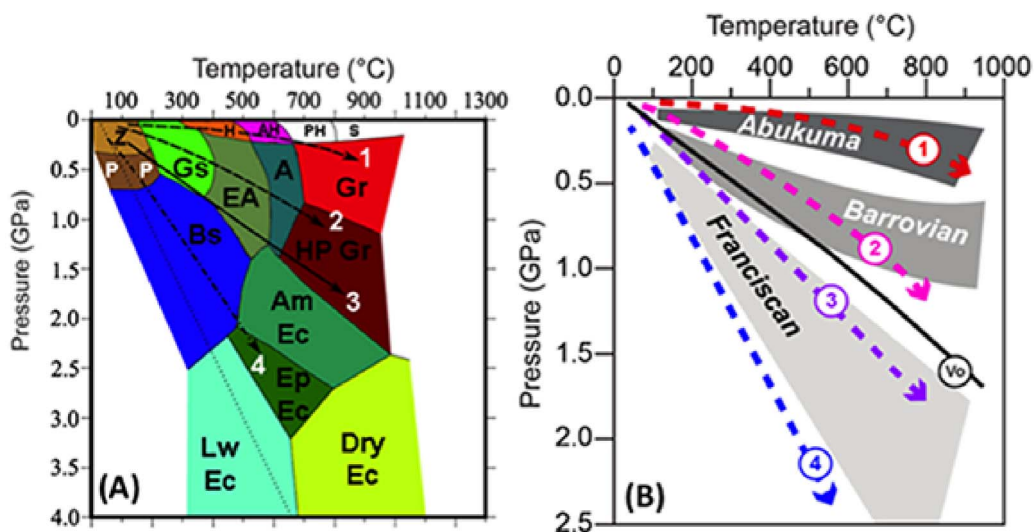 Temperature (°C)
100 300 500 700 900 1100 1300
Pressure (GPa)
0
0.5
1.0
1.5
2.0
2.5
3.0
3.5
4.0
Z
H
AH
PH
S
P P
Gs
EA
A
Gr
1
2
Bs
HP Gr
3
Am
Ec
4
Ep
Ec
Lw
Ec
Dry
Ec
(A)
Temperature (°C)
0 200 400 600 800 1000
Pressure (GPa)
0.0
0.5
1.0
1.5
2.0
2.5
Abukuma
1
Barrovian
2
Franciscan
3
Vo
4
(B)